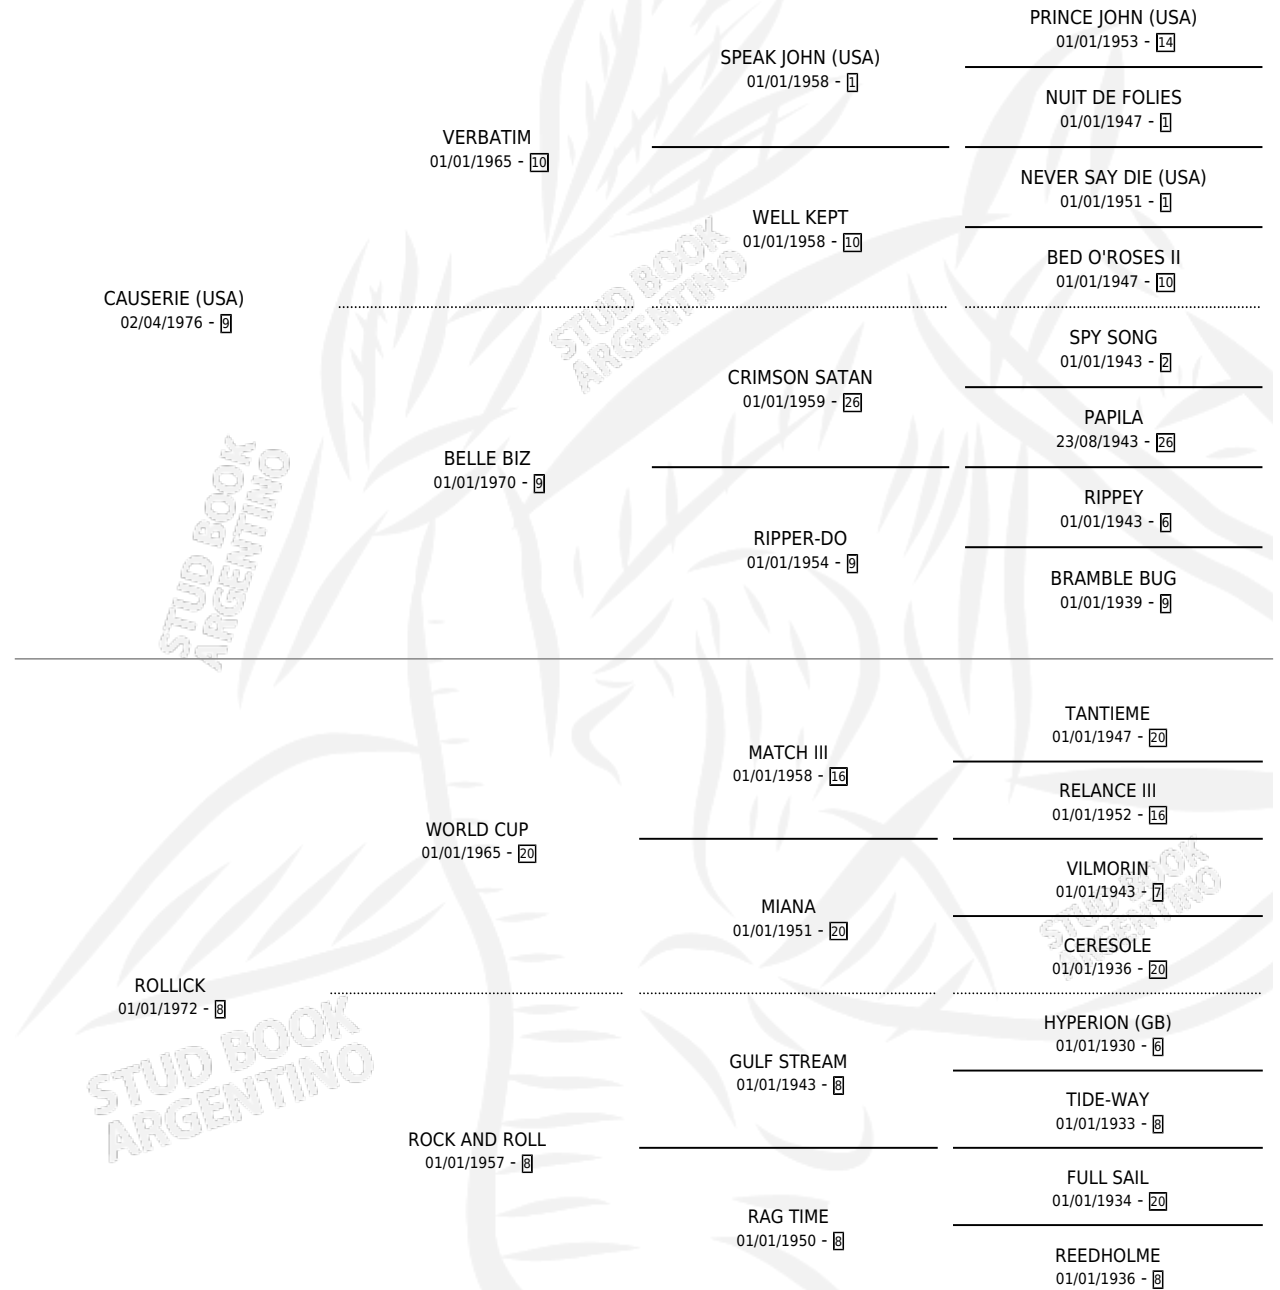 PRINCE JOHN (USA)
01/01/1953 - 14
SPEAK JOHN (USA)
01/01/1958 - 1
NUIT DE FOLIES
01/01/1947 - 1
VERBATIM
01/01/1965 - 10
NEVER SAY DIE (USA)
01/01/1951 - 1
WELL KEPT
01/01/1958 - 10
BED O'ROSES II
01/01/1947 - 10
CAUSERIE (USA)
02/04/1976 - 9
SPY SONG
01/01/1943 - 2
CRIMSON SATAN
01/01/1959 - 26
PAPILA
23/08/1943 - 26
BELLE BIZ
01/01/1970 - 9
RIPPEY
01/01/1943 - 6
RIPPER-DO
01/01/1954 - 9
BRAMBLE BUG
01/01/1939 - 9
TANTIEME
01/01/1947 - 20
MATCH III
01/01/1958 - 16
RELANCE III
01/01/1952 - 16
WORLD CUP
01/01/1965 - 20
VILMORIN
01/01/1943 - 7
MIANA
01/01/1951 - 20
CERESOLE
01/01/1936 - 20
ROLLICK
01/01/1972 - 8
HYPERION (GB)
01/01/1930 - 6
GULF STREAM
01/01/1943 - 8
TIDE-WAY
01/01/1933 - 8
ROCK AND ROLL
01/01/1957 - 8
FULL SAIL
01/01/1934 - 20
RAG TIME
01/01/1950 - 8
REEDHOLME
01/01/1936 - 8
STUD BOOK
ARGENTINO
STUD BOOK
ARGENTINO
STUD BOOK
ARGENTINO
STUD BOOK
ARGENTINO